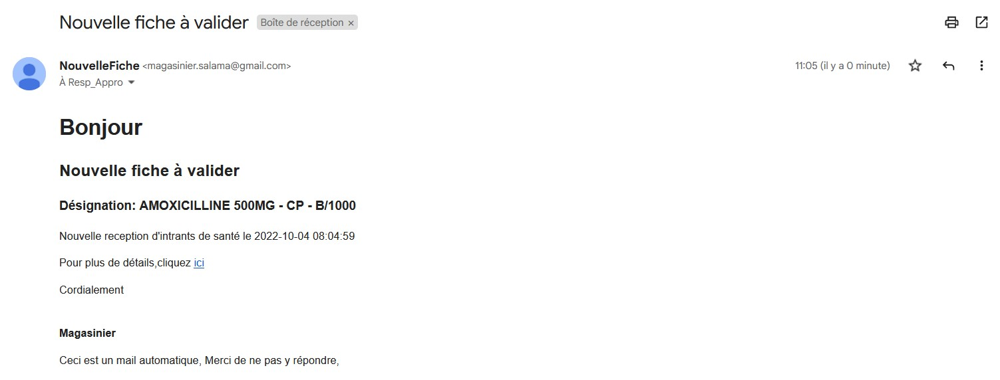 Nouvelle fiche à valider Boîte de réception ×
NouvelleFiche <magasinier.salama@gmail.com> 11:05 (il y a 0 minute)
À Resp_Appro
Bonjour
Nouvelle fiche à valider
Désignation: AMOXICILLINE 500MG - CP - B/1000
Nouvelle reception d'intrants de santé le 2022-10-04 08:04:59
Pour plus de détails,cliquez ici
Cordialement
Magasinier
Ceci est un mail automatique, Merci de ne pas y répondre,